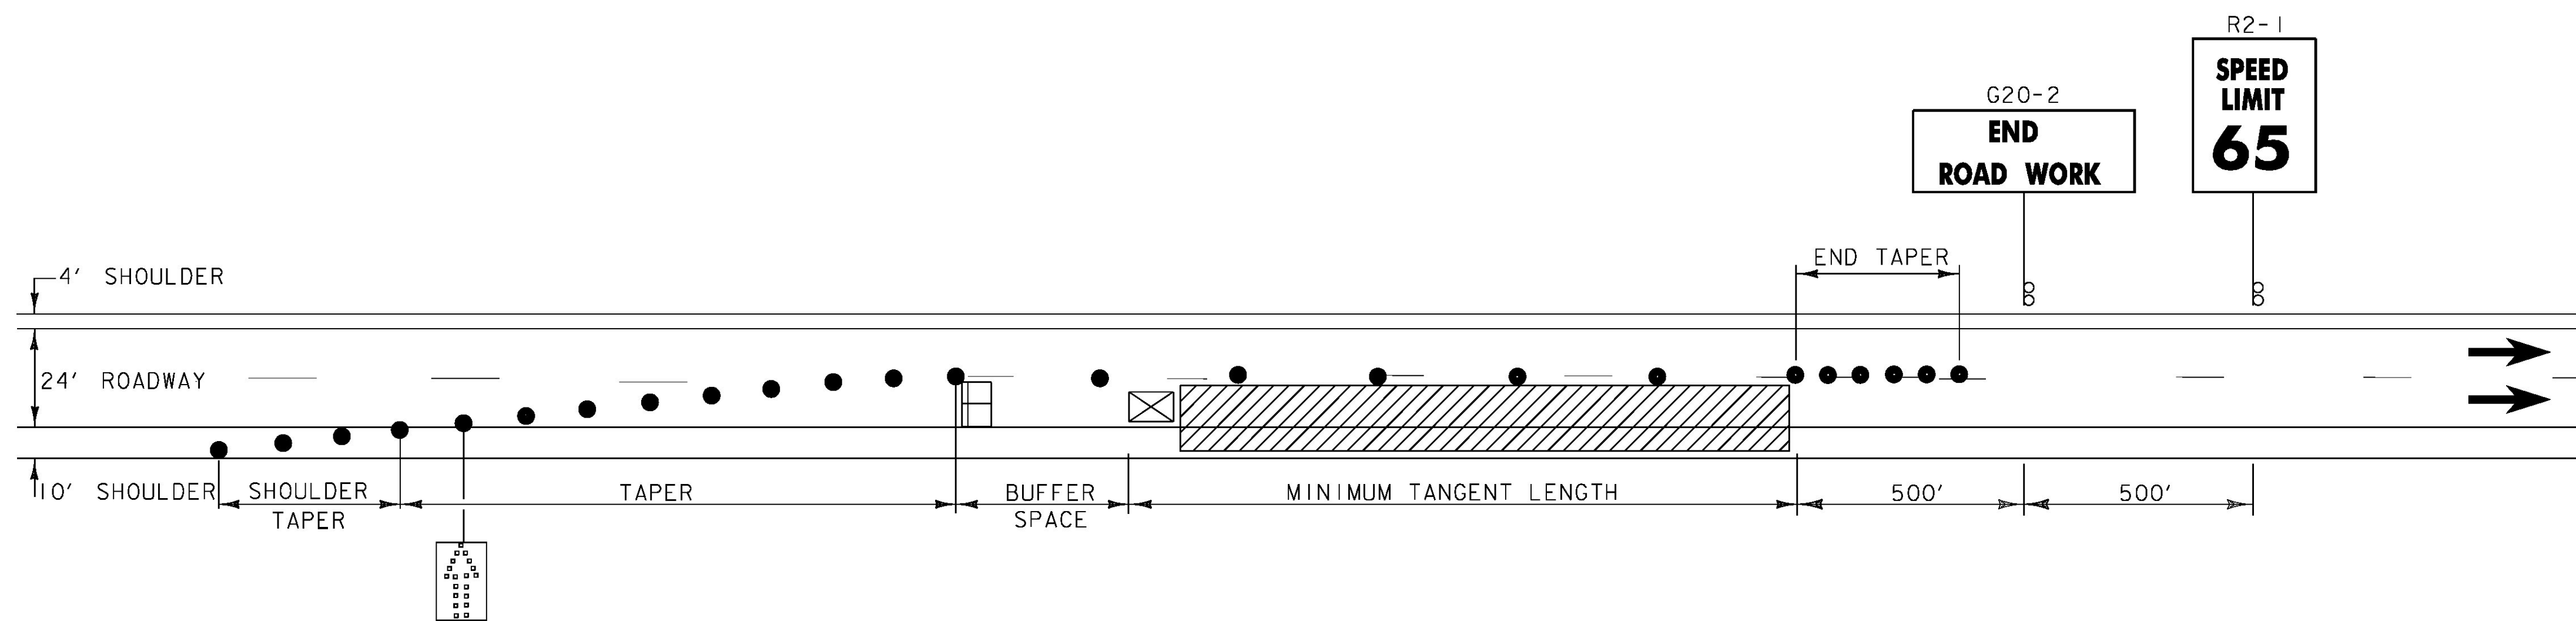 R2-1
SPEED
LIMIT
65
G20-2
END
ROAD WORK
END TAPER
4' SHOULDER
24' ROADWAY
10' SHOULDER
SHOULDER
TAPER
TAPER
BUFFER
SPACE
MINIMUM TANGENT LENGTH
500'
500'